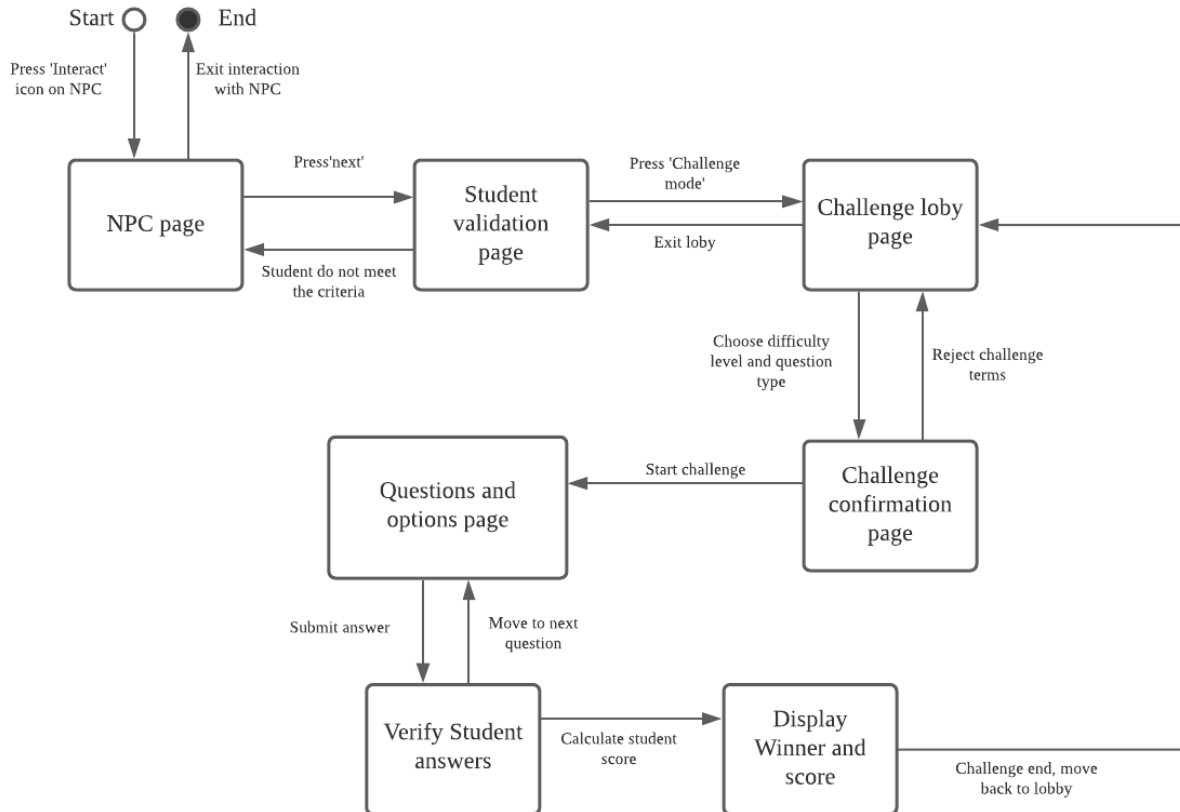 Start
End
Press 'Interact'
icon on NPC
Exit interaction
with NPC
NPC page
Press'next'
Student do not meet
the criteria
Student
validation
page
Press 'Challenge
mode'
Exit loby
Challenge loby
page
Choose difficulty
level and question
type
Reject challenge
terms
Challenge
confirmation
page
Start challenge
Questions and
options page
Submit answer
Move to next
question
Verify Student
answers
Calculate student
score
Display
Winner and
score
Challenge end, move
back to lobby